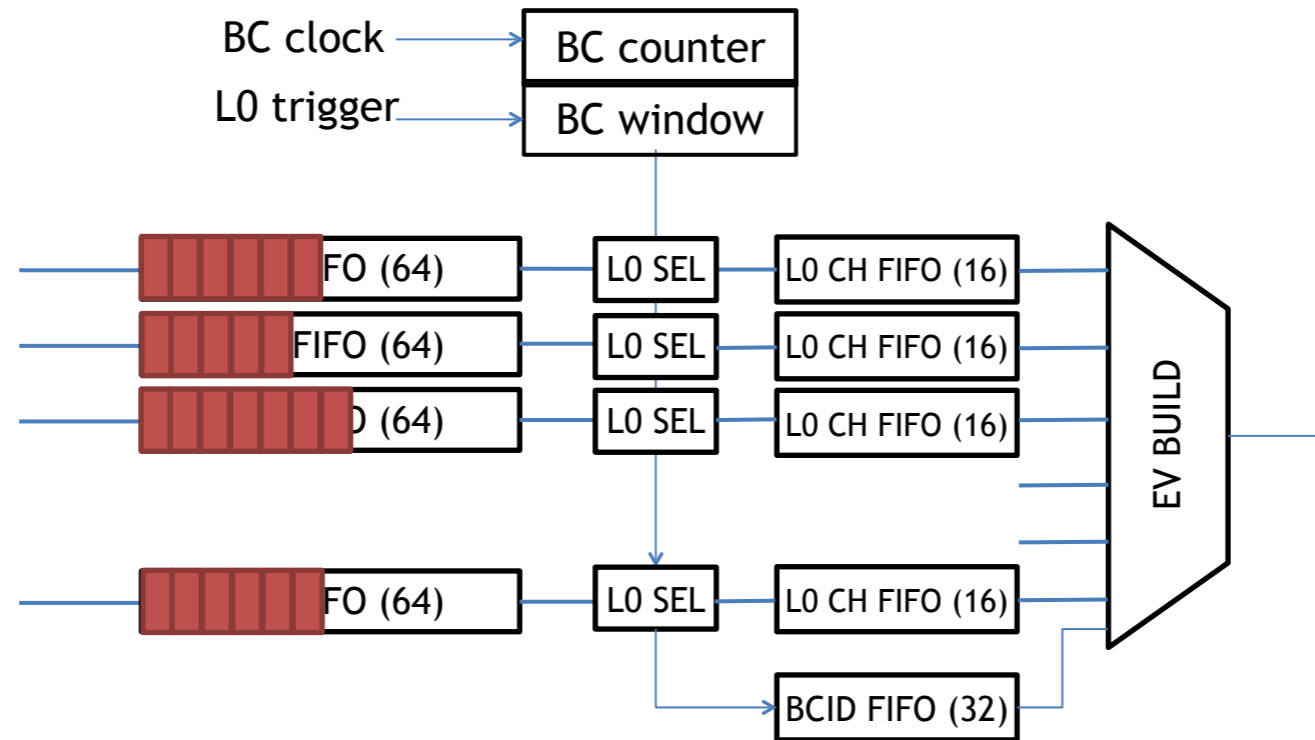 BC clock
BC counter
L0 trigger
BC window
FO (64)
L0 SEL
L0 CH FIFO (16)
FIFO (64)
L0 SEL
L0 CH FIFO (16)
(64)
L0 SEL
L0 CH FIFO (16)
EV BUILD
FO (64)
L0 SEL
L0 CH FIFO (16)
BCID FIFO (32)